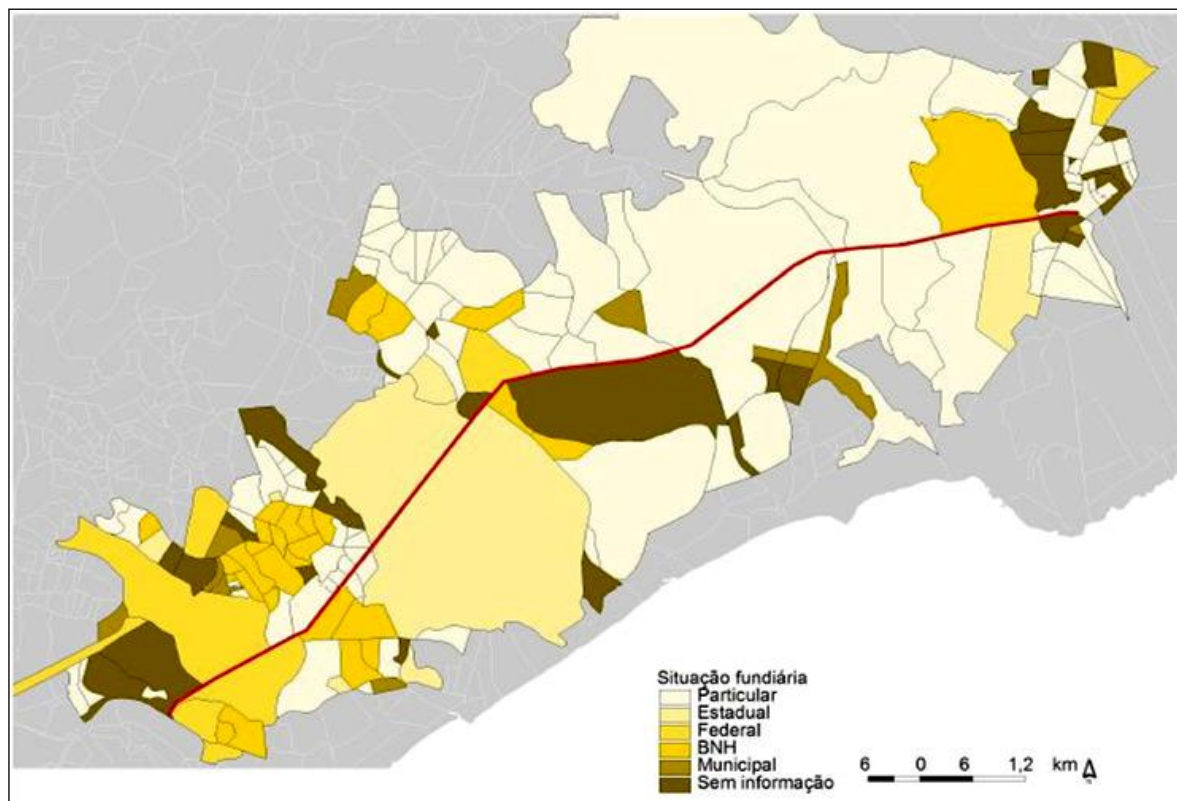 Situação fundiária
Particular
Estadual
Federal
BNH
Municipal
Sem informação
6 0 6 1,2 km